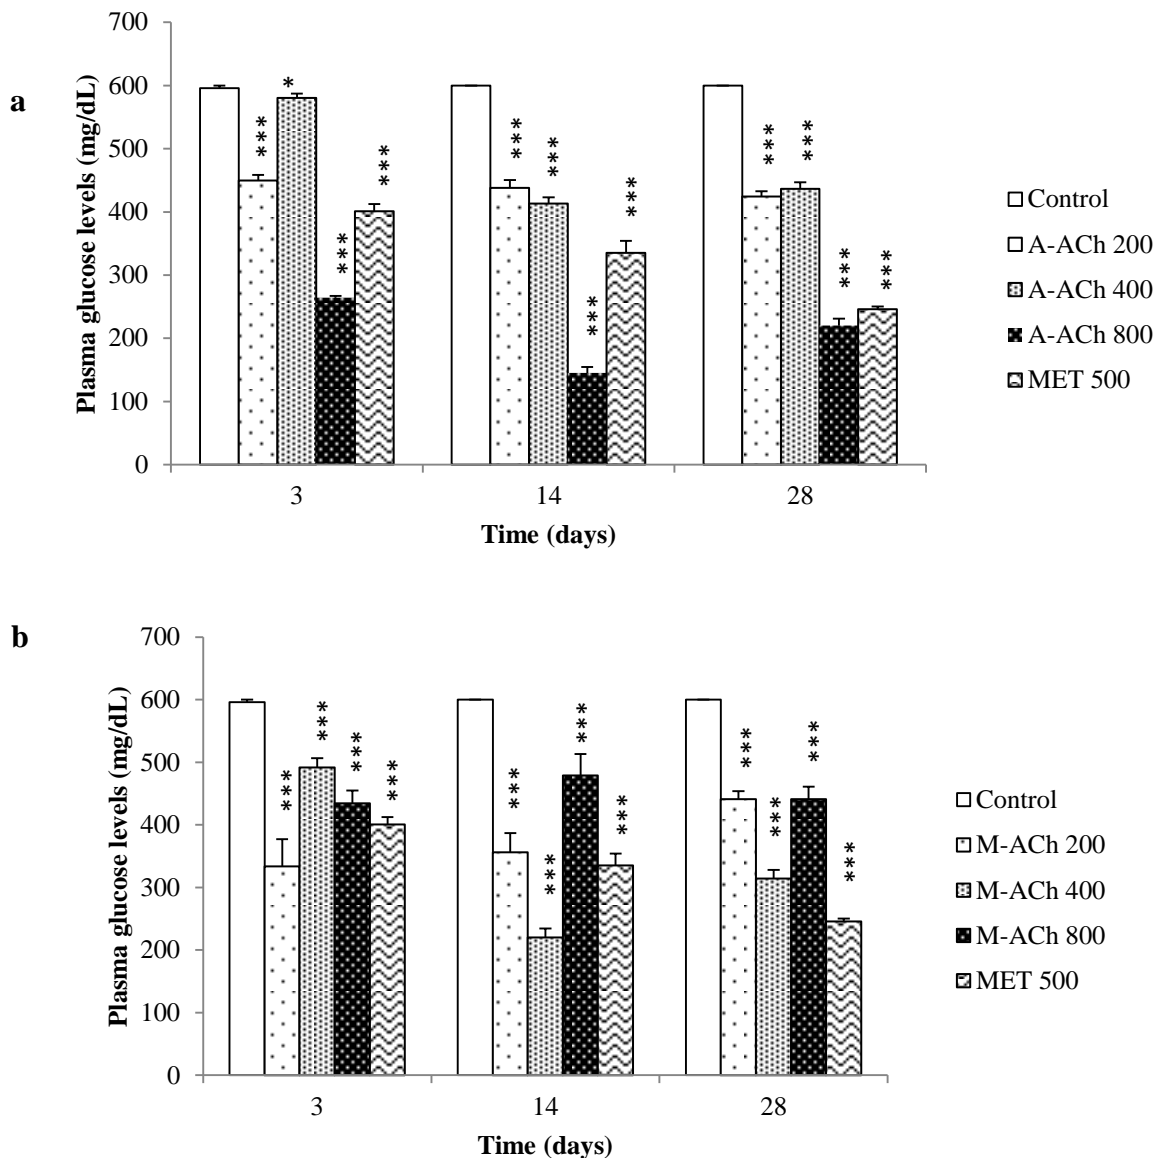 a
Plasma glucose levels (mg/dL)
700
600
500
400
300
200
100
0
*
***
***
***
***
***
***
***
***
***
***
***
3
14
28
Time (days)
Control
A-ACh 200
A-ACh 400
A-ACh 800
MET 500
b
Plasma glucose levels (mg/dL)
700
600
500
400
300
200
100
0
***
***
***
***
***
***
***
***
***
***
***
***
3
14
28
Time (days)
Control
M-ACh 200
M-ACh 400
M-ACh 800
MET 500